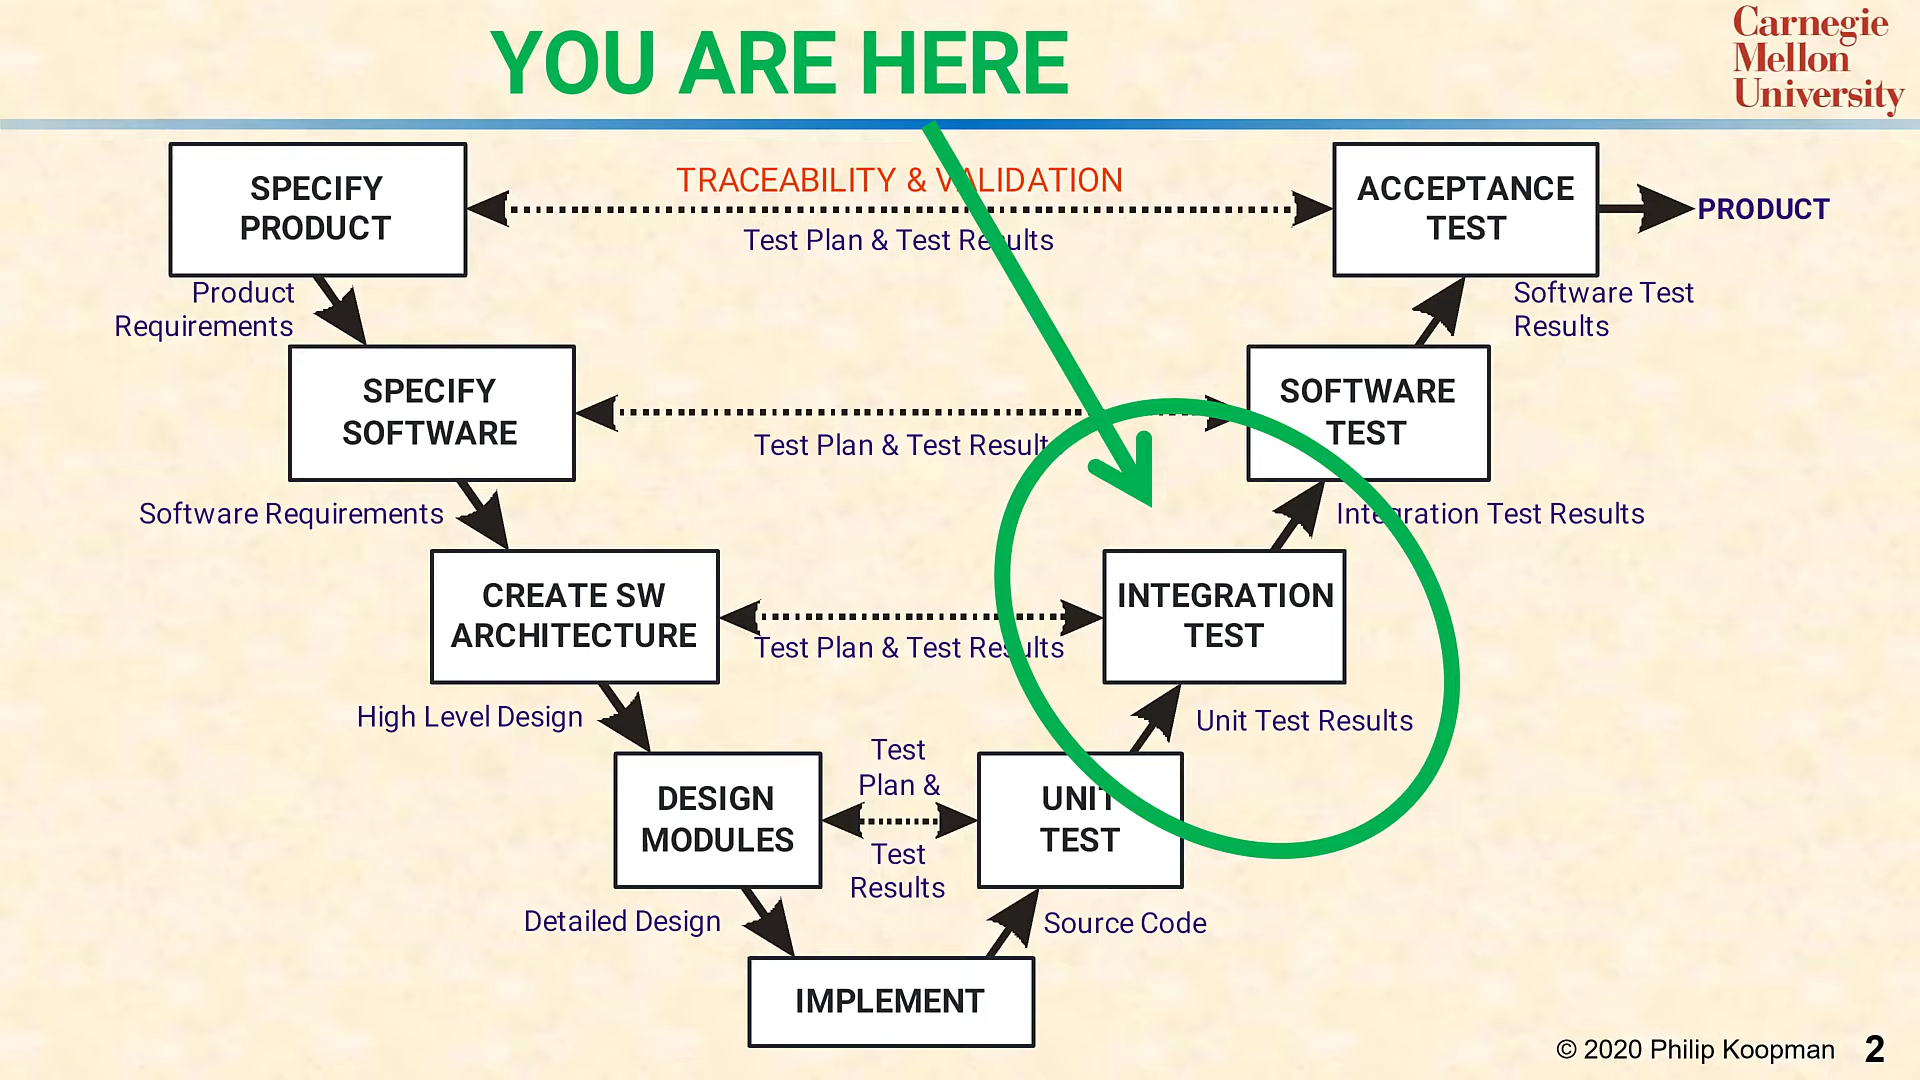 YOU ARE HERE
Carnegie
Mellon
University
SPECIFY
PRODUCT
TRACEABILITY & VALIDATION
Test Plan & Test Results
ACCEPTANCE
TEST
PRODUCT
Product
Requirements
Software Test
Results
SPECIFY
SOFTWARE
Test Plan & Test Result
SOFTWARE
TEST
Software Requirements
Integration Test Results
CREATE SW
ARCHITECTURE
Test Plan & Test Results
INTEGRATION
TEST
High Level Design
Unit Test Results
DESIGN
MODULES
Test
Plan &
Test
Results
UNIT
TEST
Detailed Design
Source Code
IMPLEMENT
© 2020 Philip Koopman 2